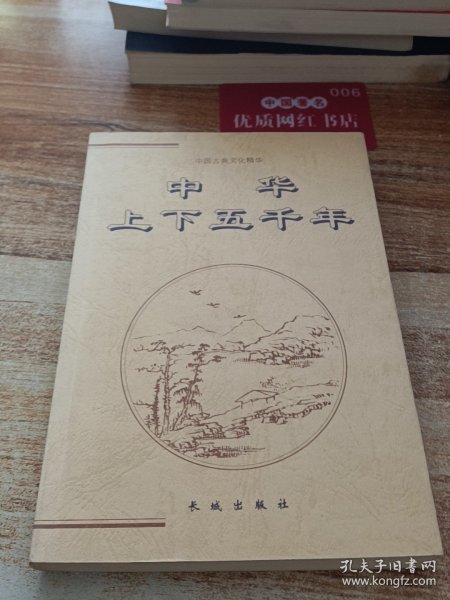 006
中国著名
优质网红书店
中国古典文化精华
中华
上下五千年
长城出版社
孔夫子旧书网
www.kongfz.com